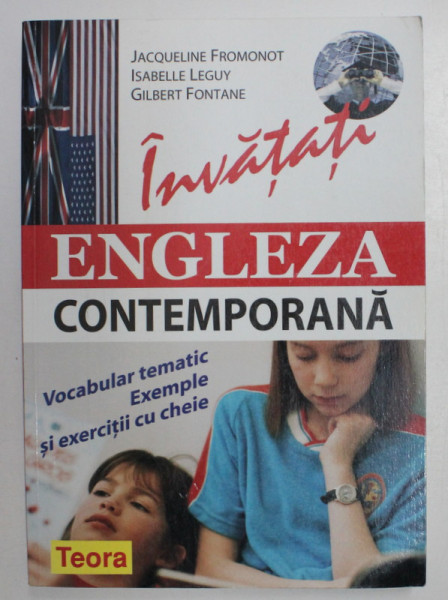 JACQUELINE FROMONOT
ISABELLE LEGUY
GILBERT FONTANE
Învățați
ENGLEZA
CONTEMPORANĂ
Vocabular tematic
Exemple
și exerciții cu cheie
Teora